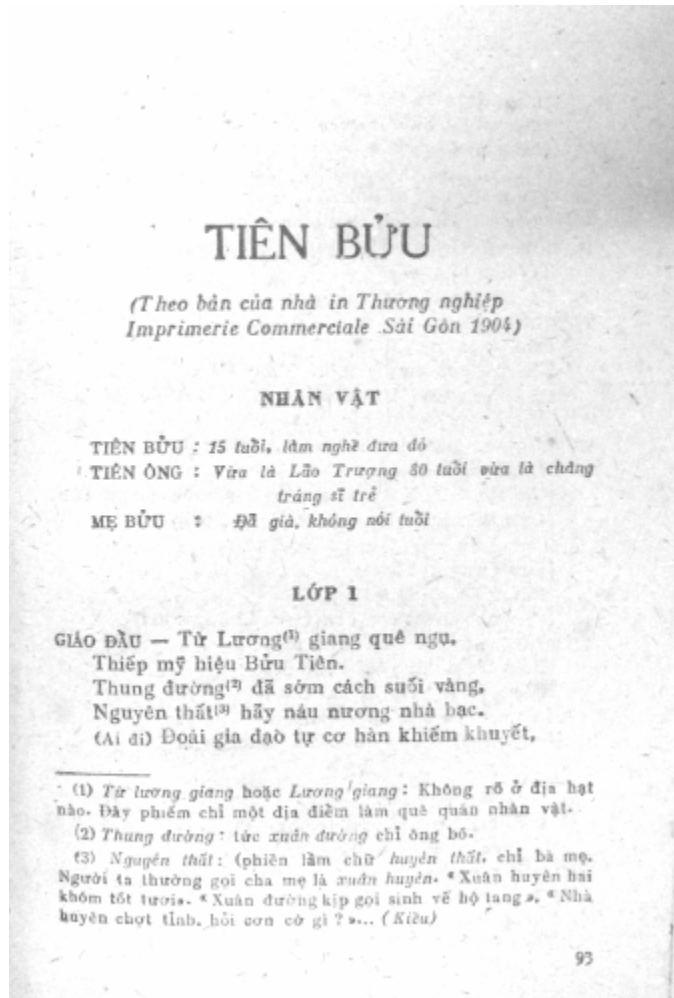 TIÊN BỬU
(Theo bản của nhà in Thương nghiệp
Imprimerie Commerciale Sài Gòn 1904)
NHÂN VẬT
TIÊN BỬU : 15 tuổi, làm nghề đưa đò
TIÊN ÔNG : Vừa là Lão Trượng 80 tuổi vừa là chàng
tráng sĩ trẻ
MẸ BỬU : Đã già, không nói tuổi
LỚP 1
GIÁO ĐẦU — Từ Lương(1) giang quê ngụ,
Thiếp mỹ hiệu Bửu Tiên.
Thung đường(2) đã sớm cách suối vàng,
Nguyên thất(3) hãy náu nương nhà bạc.
(Ai đi) Đoái gia đạo tự cơ hàn khiếm khuyết,
(1) Từ lương giang hoặc Lương giang : Không rõ ở địa hạt
nào. Đây phiếm chỉ một địa điểm làm quê quán nhân vật.
(2) Thung đường : tức xuân đường chỉ ông bố.
(3) Nguyên thất : (phiên lầm chữ huyên thất, chỉ bà mẹ.
Người ta thường gọi cha mẹ là xuân huyên. « Xuân huyên hai
khóm tốt tươi». « Xuân đường kịp gọi sinh về hộ tang ». « Nhà
huyên chợt tỉnh, hỏi cơn cớ gì ? »... ( Kiều)
93